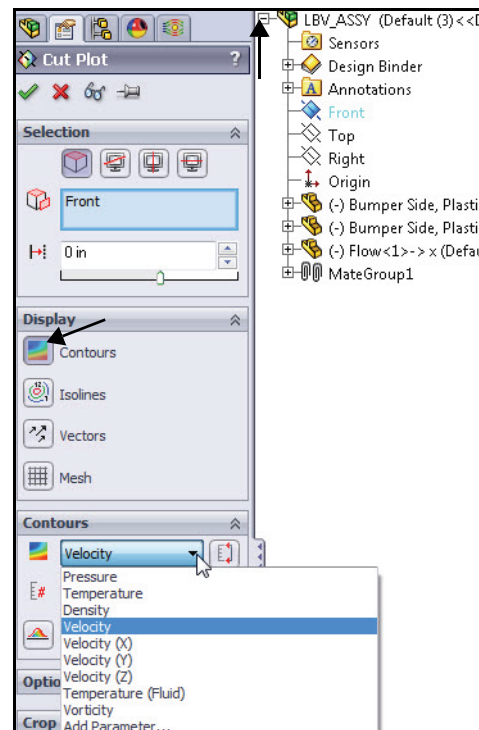 Cut Plot ?
Selection
Front
0 in
Display
Contours
Isolines
Vectors
Mesh
Contours
Velocity
Pressure
Temperature
Density
Velocity
Velocity (X)
Velocity (Y)
Velocity (Z)
Optio
Temperature (Fluid)
Vorticity
Crop
Add Parameter...
LBV_ASSY (Default (3)<<D
Sensors
Design Binder
A Annotations
Front
Top
Right
Origin
(-) Bumper Side, Plasti
(-) Bumper Side, Plasti
(-) Flow<1>-> x (Defau
MateGroup1